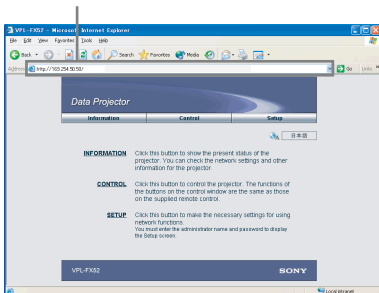 VPL-FX52 - Microsoft Internet Explorer
File Edit View Favorites Tools Help
Back Search Favorites Media
Address http://163.254.50.50/ Go Links
Data Projector
Information Control Setup
日本語
INFORMATION Click this button to show the present status of the
projector. You can check the network settings and other
information for the projector.
CONTROL Click this button to control the projector. The functions of
the buttons on the control window are the same as those
on the supplied remote control.
SETUP Click this button to make the necessary settings for using
network functions.
You must enter the administrator name and password to display
the Setup screen.
VPL-FX52 SONY
Local intranet